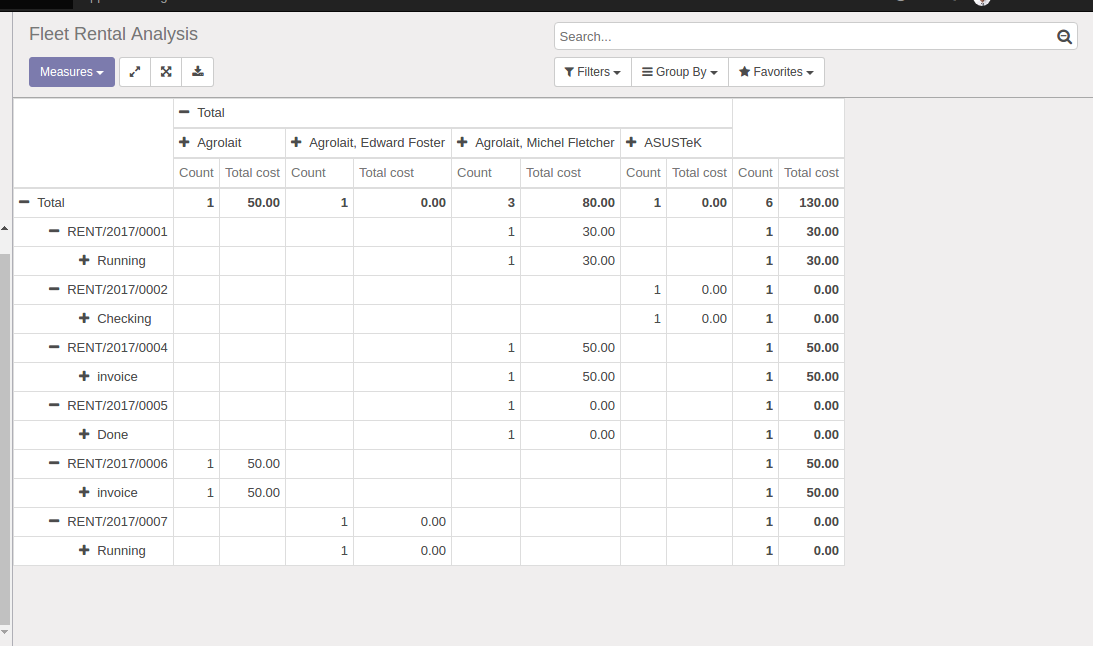 Fleet Rental Analysis
Search...
Measures
Filters Group By Favorites
Total
Agrolait Agrolait, Edward Foster Agrolait, Michel Fletcher ASUSTeK
Count Total cost Count Total cost Count Total cost Count Total cost Count Total cost
Total 1 50.00 1 0.00 3 80.00 1 0.00 6 130.00
RENT/2017/0001 1 30.00 1 30.00
Running 1 30.00 1 30.00
RENT/2017/0002 1 0.00 1 0.00
Checking 1 0.00 1 0.00
RENT/2017/0004 1 50.00 1 50.00
invoice 1 50.00 1 50.00
RENT/2017/0005 1 0.00 1 0.00
Done 1 0.00 1 0.00
RENT/2017/0006 1 50.00 1 50.00
invoice 1 50.00 1 50.00
RENT/2017/0007 1 0.00 1 0.00
Running 1 0.00 1 0.00